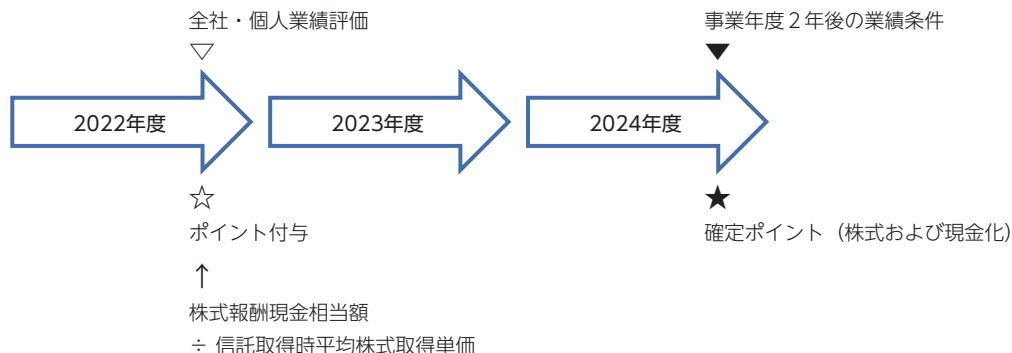 全社・個人業績評価
事業年度２年後の業績条件
▽
▼
2022年度
2023年度
2024年度
☆
★
ポイント付与
確定ポイント（株式および現金化）
↑
株式報酬現金相当額
÷ 信託取得時平均株式取得単価